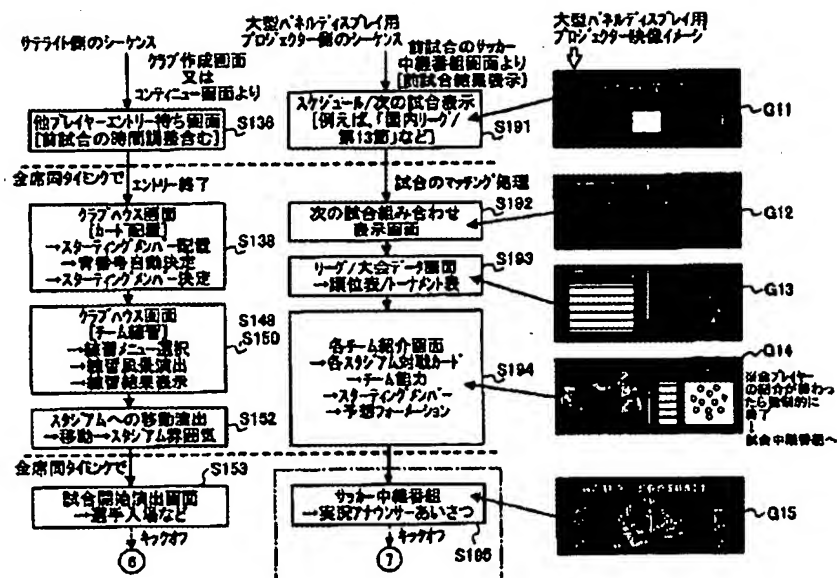 サテライト側のシーケンス
クラブ作成画面
又は
コンティニュー画面より
他プレイヤーエントリー待ち画面
[前試合の時間調整含む]
S136
全席同タイミングで
エントリー終了
クラブハウス画面
[カード配置]
→スターティングメンバー配置
→背番号自動決定
→スターティングメンバー決定
S138
クラブハウス画面
[チーム練習]
→練習メニュー選択
→練習風景演出
→練習結果表示
S148
S150
スタジアムへの移動演出
→移動→スタジアム雰囲気
S152
全席同タイミングで
S153
試合開始演出画面
→選手入場など
キックオフ
6
大型パネルディスプレイ用
プロジェクター側のシーケンス
前試合のサッカー
中継番組画面より
[前試合結果表示]
スケジュール/次の試合表示
[例えば、「国内リーグ/
第13節」など]
S191
試合のマッチング処理
S192
次の試合組み合わせ
表示画面
S193
リーグ/大会データ画面
→順位表/トーナメント表
各チーム紹介画面
→各スタジアム対戦カード
→チーム能力
→スターティングメンバー
→予想フォーメーション
S194
サッカー中継番組
→実況アナウンサーあいさつ
キックオフ
S195
7
大型パネルディスプレイ用
プロジェクター映像イメージ
G11
G12
G13
G14
※全プレイヤー
の紹介が終わっ
たら強制的に
終了
↓
試合中継番組へ
G15